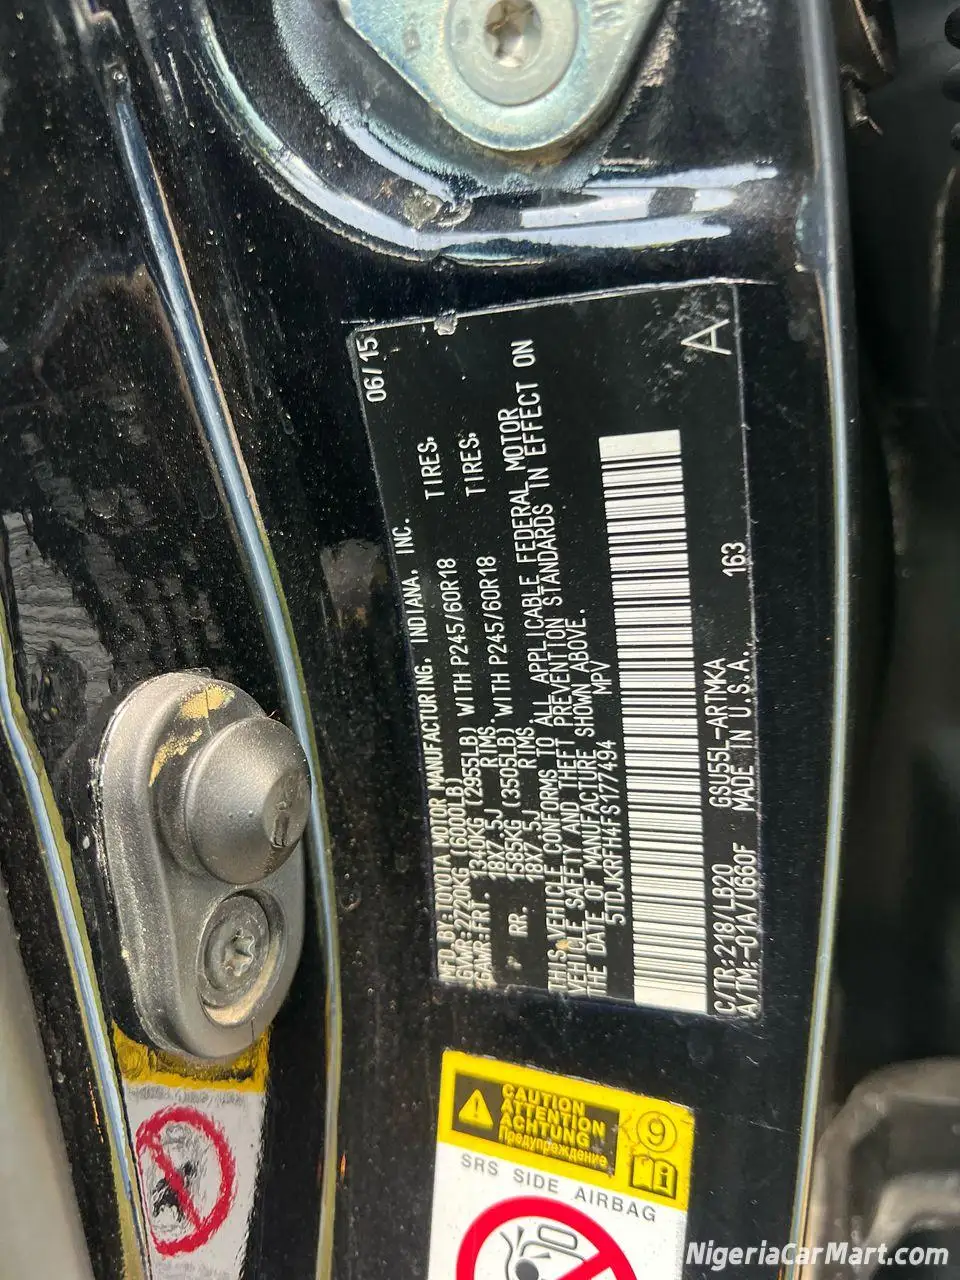 06/15
MFD.BY:TOYOTA MOTOR MANUFACTURING, INDIANA, INC.
GVWR:2720KG(6000LB)
GAWR:FRT. 1340KG (2955LB) WITH P245/60R18 TIRES,
18X7.5J RIMS,
RR. 1585KG (3505LB) WITH P245/60R18 TIRES,
18X7.5J RIMS.
THIS VEHICLE CONFORMS TO ALL APPLICABLE FEDERAL MOTOR
VEHICLE SAFETY AND THEFT PREVENTION STANDARDS IN EFFECT ON
THE DATE OF MANUFACTURE SHOWN ABOVE.
5TDJKRFH4FS177494 MPV
A
C/TR:218/LB20 GSU55L-ARTMKA 163
A/TM:-01A/U660F MADE IN U.S.A.
CAUTION
ATTENTION
ACHTUNG
Предупреждение
9
SRS SIDE AIRBAG
NigeriaCarMart.com